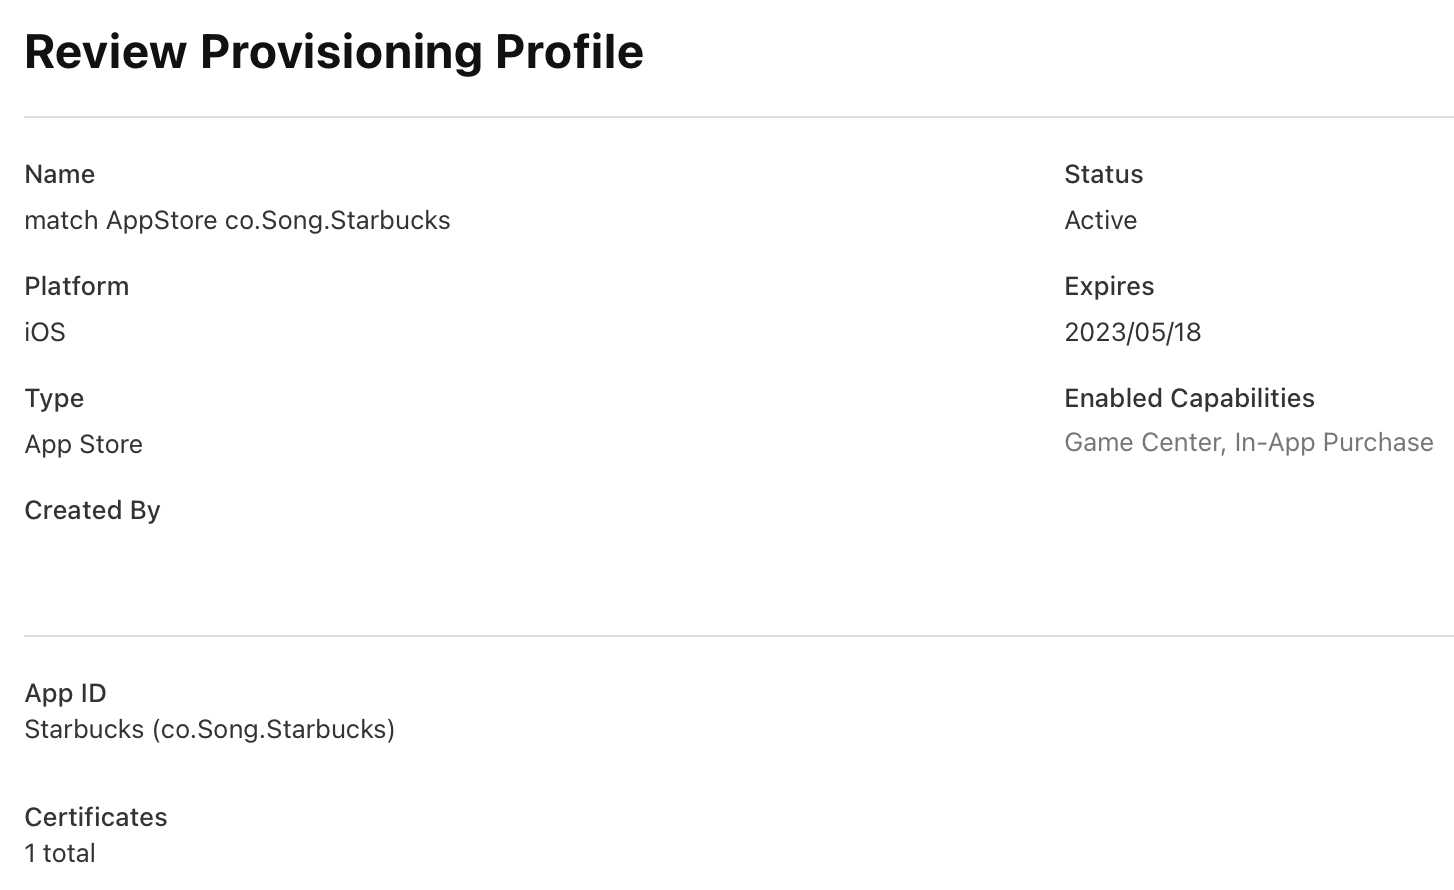 Review Provisioning Profile
Name
match AppStore co.Song.Starbucks
Platform
iOS
Type
App Store
Created By
Status
Active
Expires
2023/05/18
Enabled Capabilities
Game Center, In-App Purchase
App ID
Starbucks (co.Song.Starbucks)
Certificates
1 total